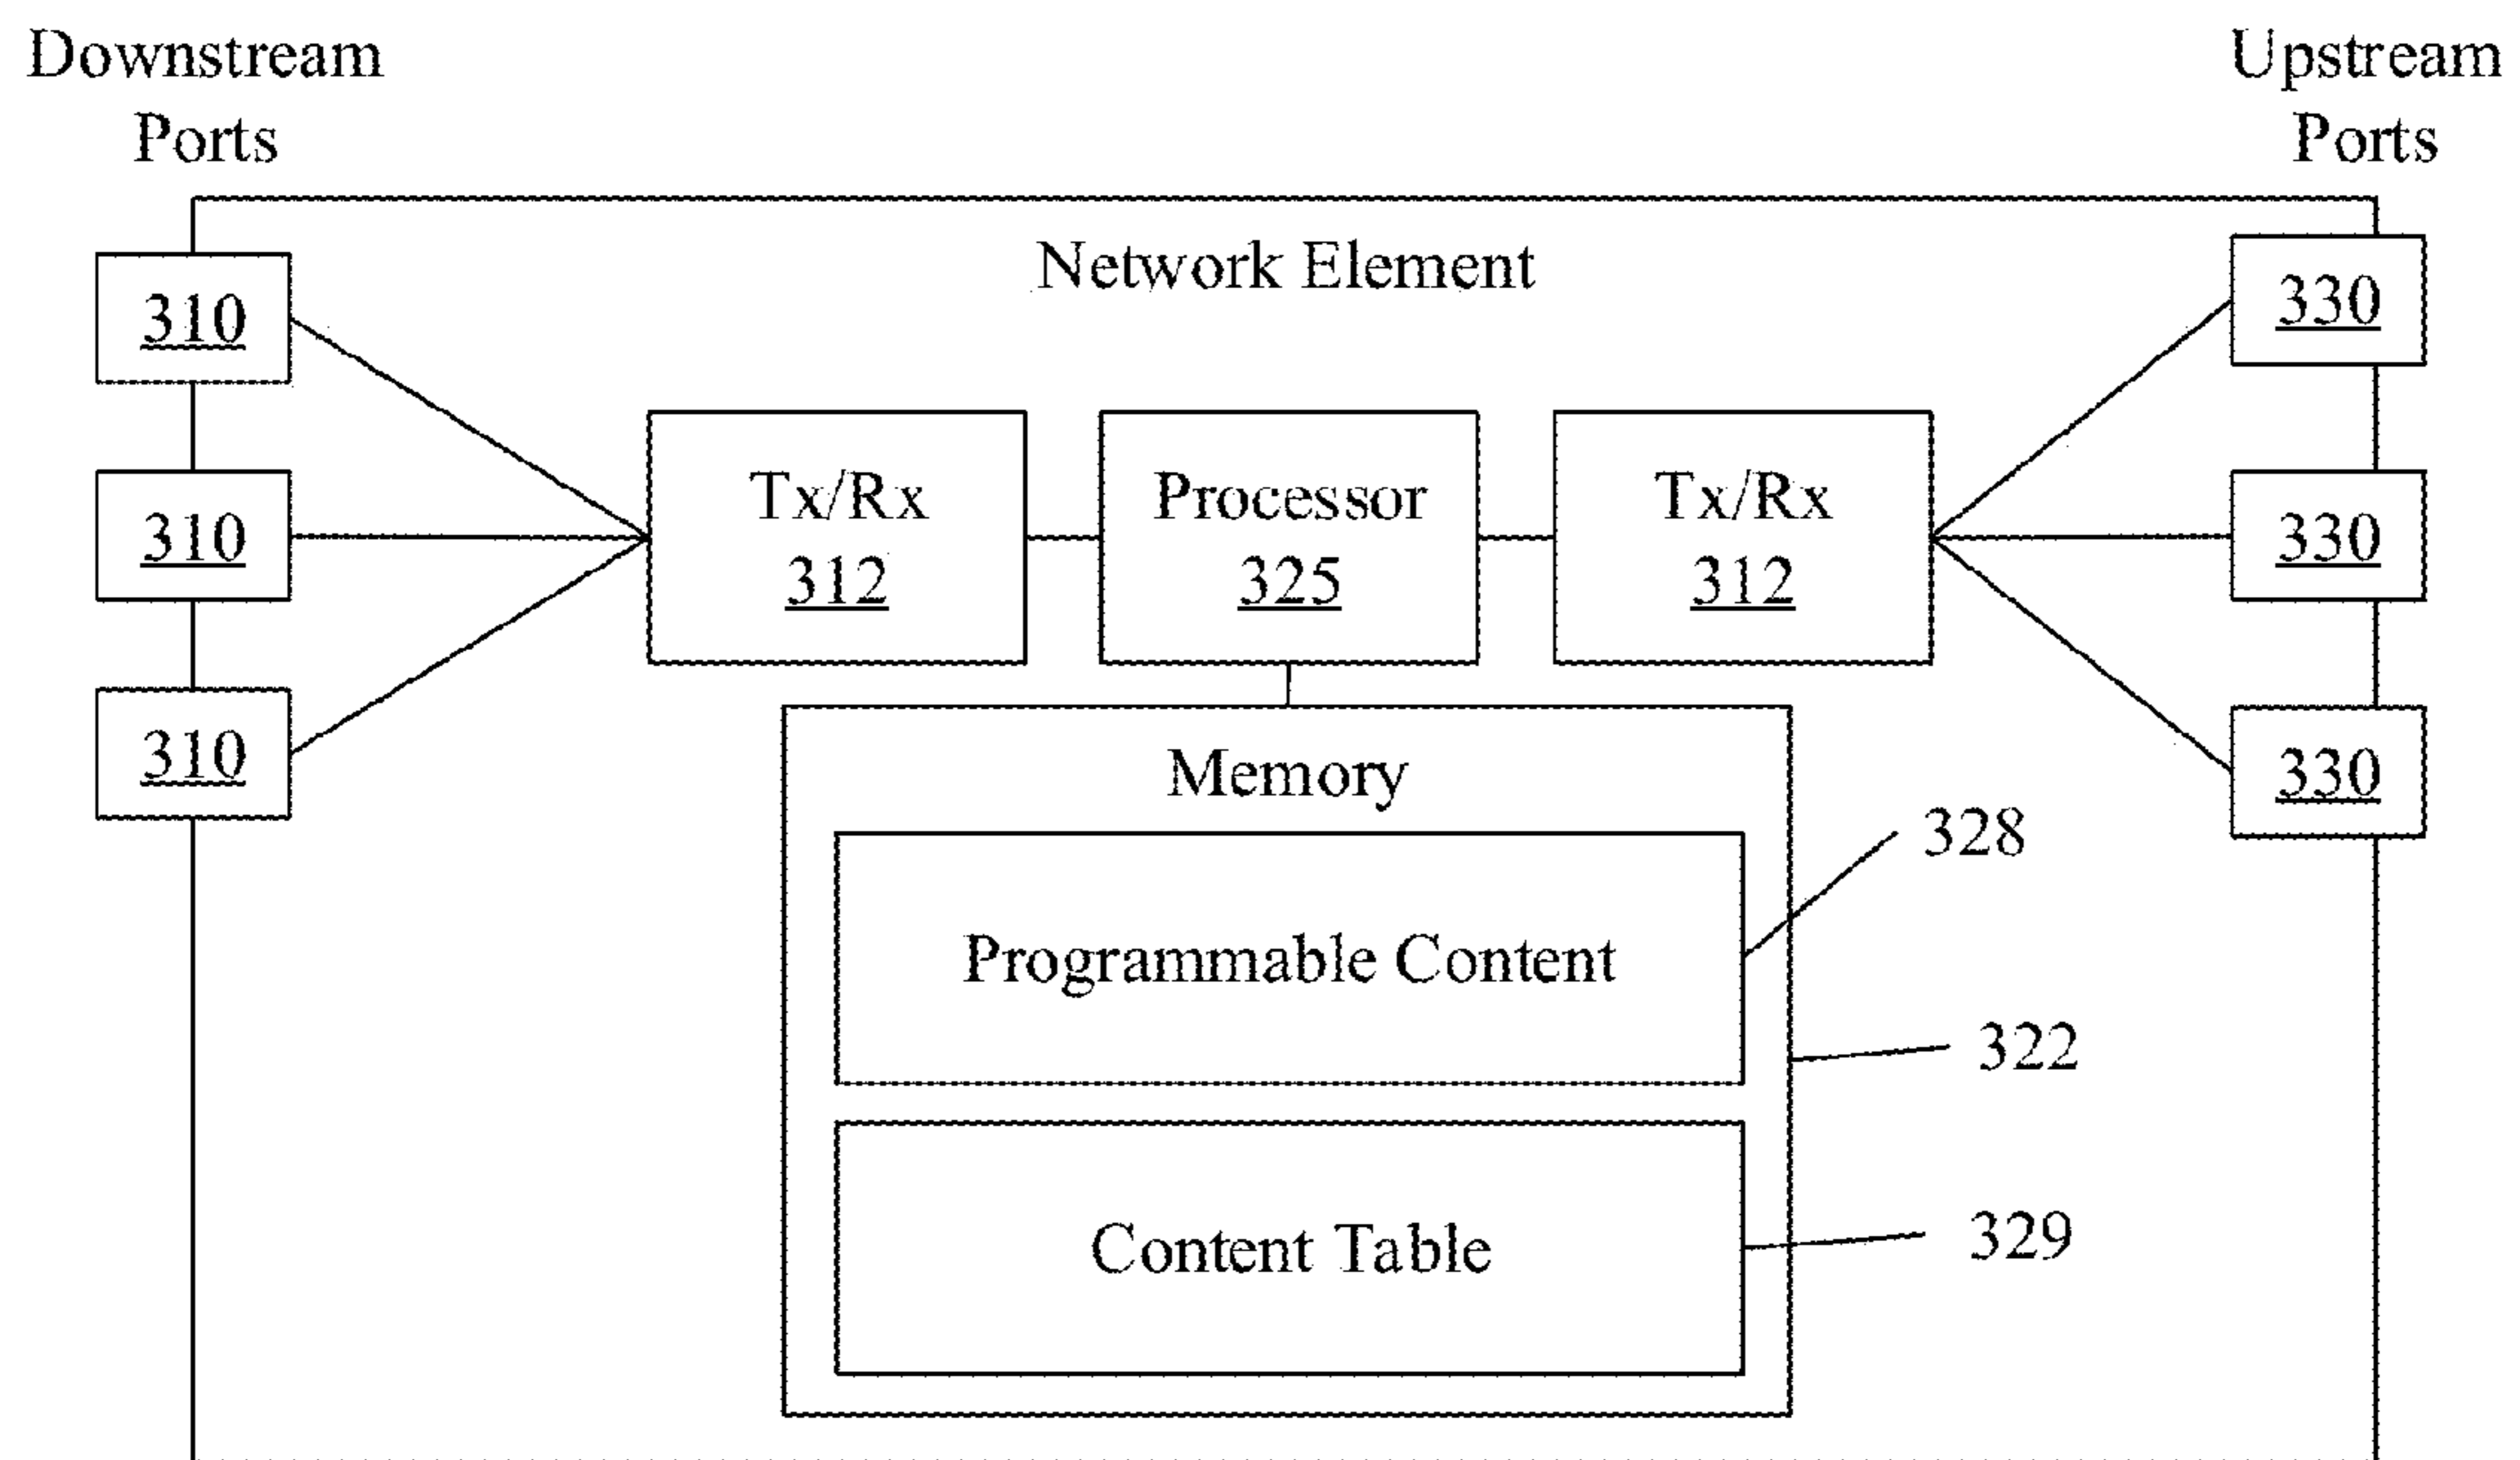 Downstream
Ports
Upstream
Ports
Network Element
310
310
310
Tx/Rx
312
Processor
325
Tx/Rx
312
330
330
330
Memory
Programmable Content
328
322
Content Table
329